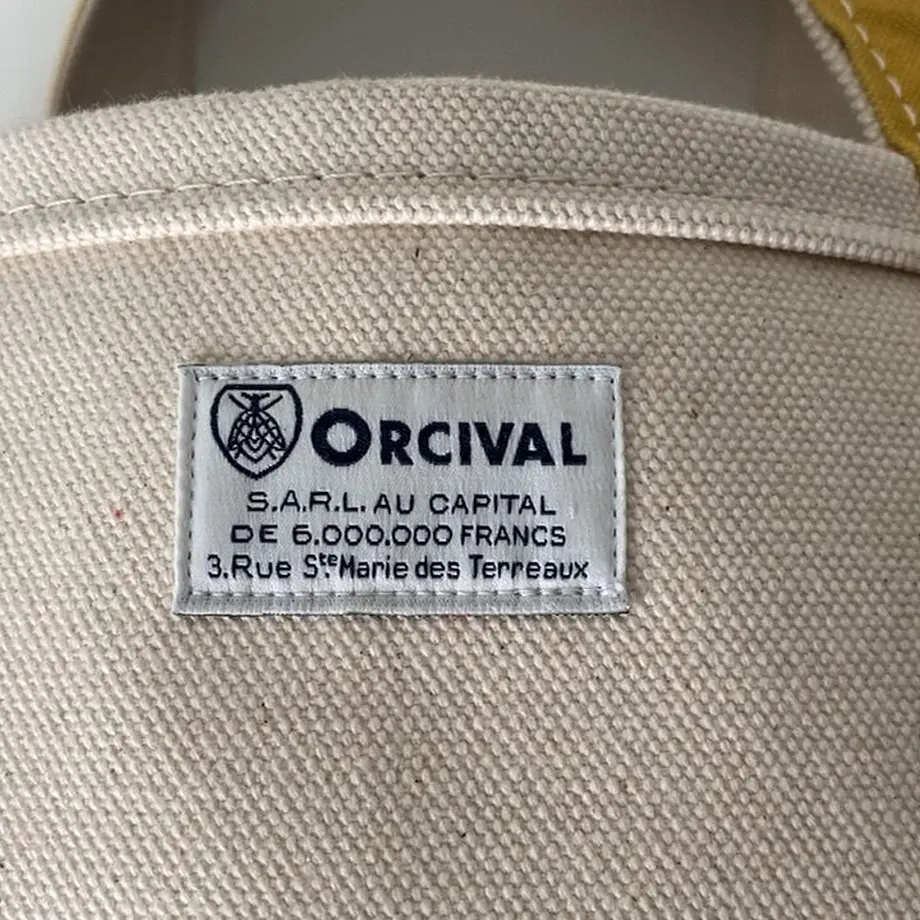 ORCIVAL
S.A.R.L. AU CAPITAL
DE 6.000.000 FRANCS
3.Rue Ste.Marie des Terreaux